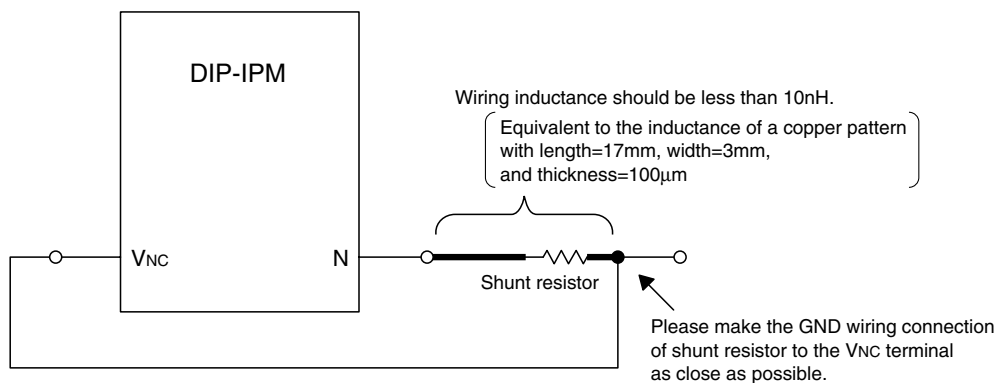 DIP-IPM
Wiring inductance should be less than 10nH.
Equivalent to the inductance of a copper pattern
with length=17mm, width=3mm,
and thickness=100μm
VNC
N
Shunt resistor
Please make the GND wiring connection
of shunt resistor to the VNC terminal
as close as possible.